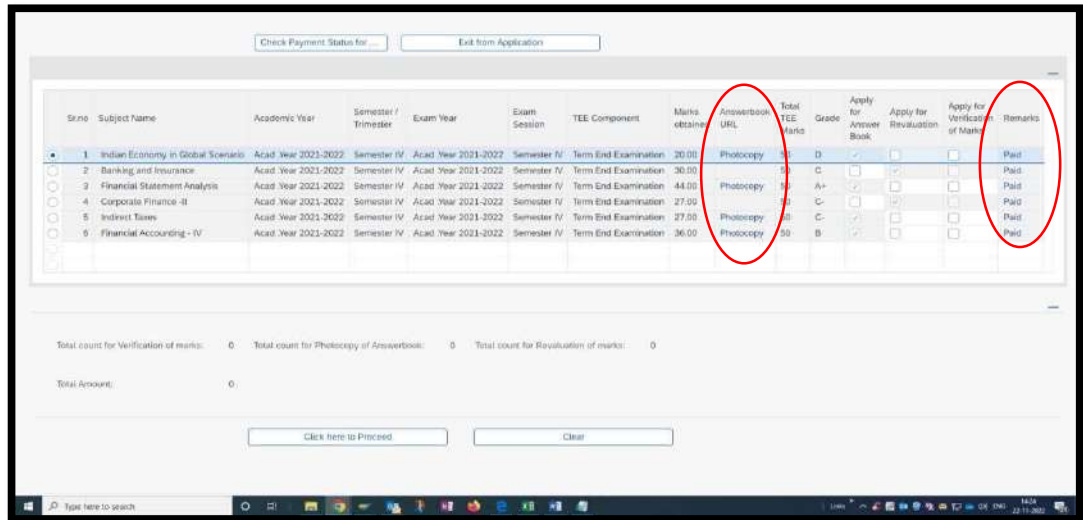 Check Payment Status for ...
Exit from Application
Sr.no Subject Name Academic Year Semester / Trimester Exam Year Exam Session TEE Component Marks obtained Answerbook URL Total TEE Marks Grade Apply for Answer Book Apply for Revaluation Apply for Verification of Marks Remarks
1 Indian Economy in Global Scenario Acad .Year 2021-2022 Semester IV Acad .Year 2021-2022 Semester IV Term End Examination 20.00 Photocopy 50 D Paid
2 Banking and Insurance Acad .Year 2021-2022 Semester IV Acad .Year 2021-2022 Semester IV Term End Examination 30.00 50 C Paid
3 Financial Statement Analysis Acad .Year 2021-2022 Semester IV Acad .Year 2021-2022 Semester IV Term End Examination 44.00 Photocopy 50 A+ Paid
4 Corporate Finance -II Acad .Year 2021-2022 Semester IV Acad .Year 2021-2022 Semester IV Term End Examination 27.00 50 C- Paid
5 Indirect Taxes Acad .Year 2021-2022 Semester IV Acad .Year 2021-2022 Semester IV Term End Examination 27.00 Photocopy 50 C- Paid
6 Financial Accounting - IV Acad .Year 2021-2022 Semester IV Acad .Year 2021-2022 Semester IV Term End Examination 36.00 Photocopy 50 B Paid
Total count for Verification of marks: 0 Total count for Photocopy of Answerbook: 0 Total count for Revaluation of marks: 0
Total Amount: 0
Click here to Proceed
Clear
Type here to search
Links
ENG
14:24
22-11-2022